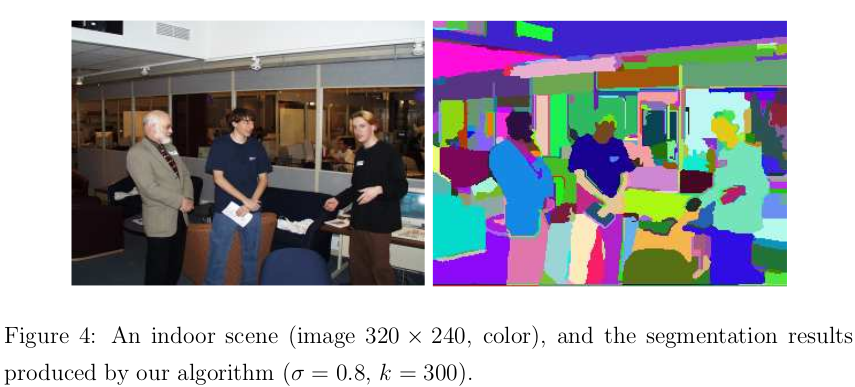 Figure 4: An indoor scene (image 320 × 240, color), and the segmentation results
produced by our algorithm (σ = 0.8, k = 300).